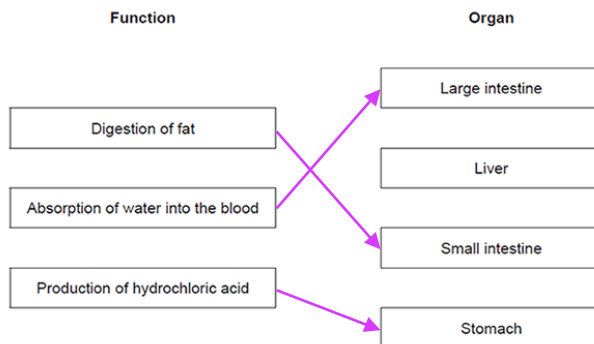 Function
Organ
Large intestine
Digestion of fat
Liver
Absorption of water into the blood
Small intestine
Production of hydrochloric acid
Stomach